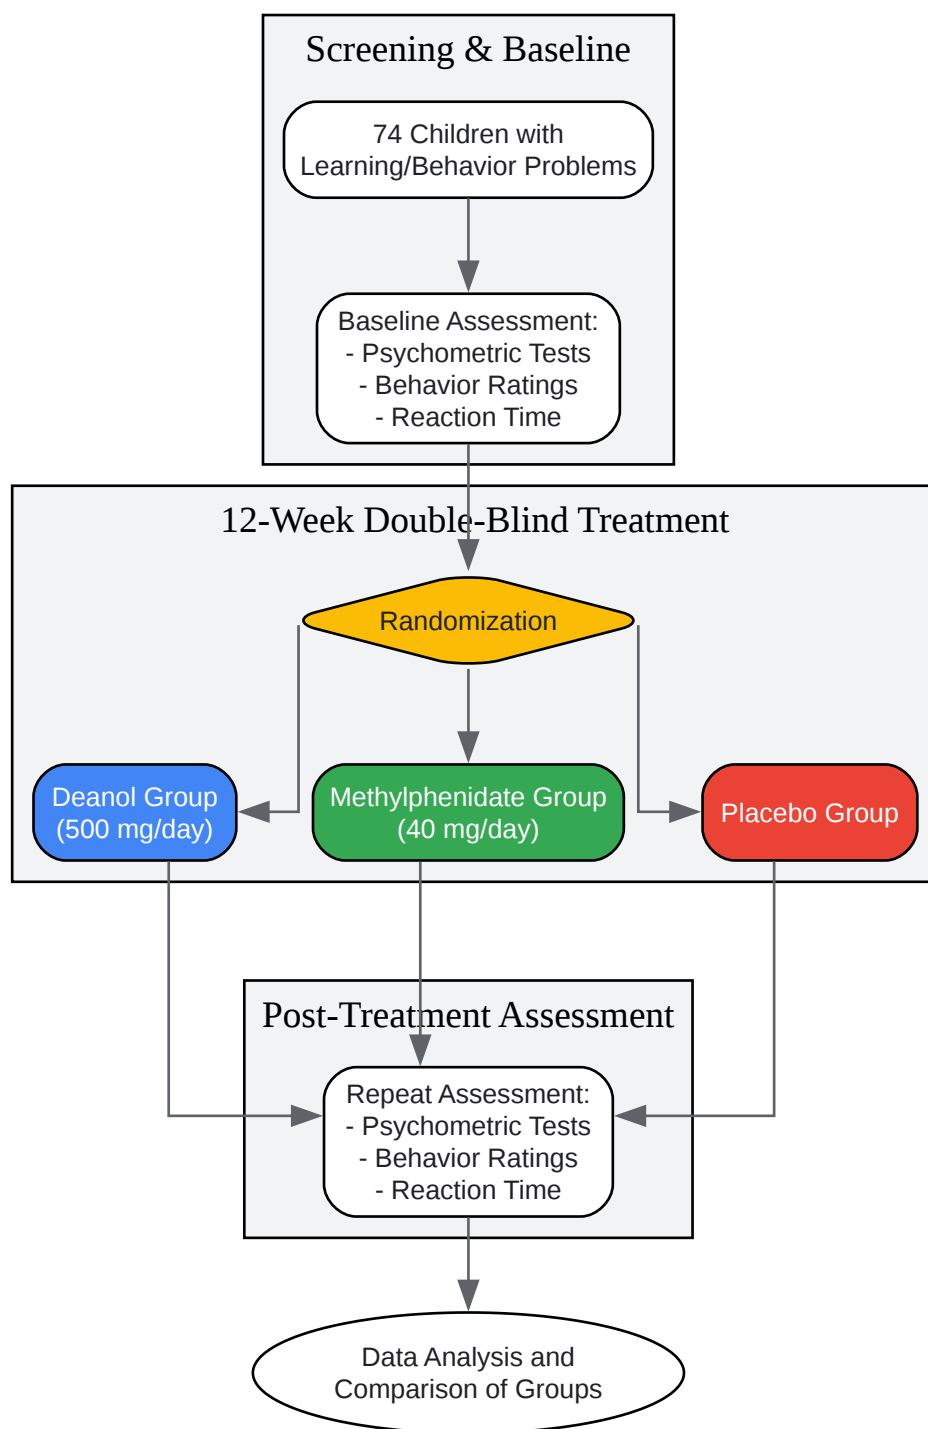 Screening & Baseline
74 Children with
Learning/Behavior Problems
Baseline Assessment:
- Psychometric Tests
- Behavior Ratings
- Reaction Time
12-Week Double-Blind Treatment
Randomization
Deanol Group
(500 mg/day)
Methylphenidate Group
(40 mg/day)
Placebo Group
Post-Treatment Assessment
Repeat Assessment:
- Psychometric Tests
- Behavior Ratings
- Reaction Time
Data Analysis and
Comparison of Groups